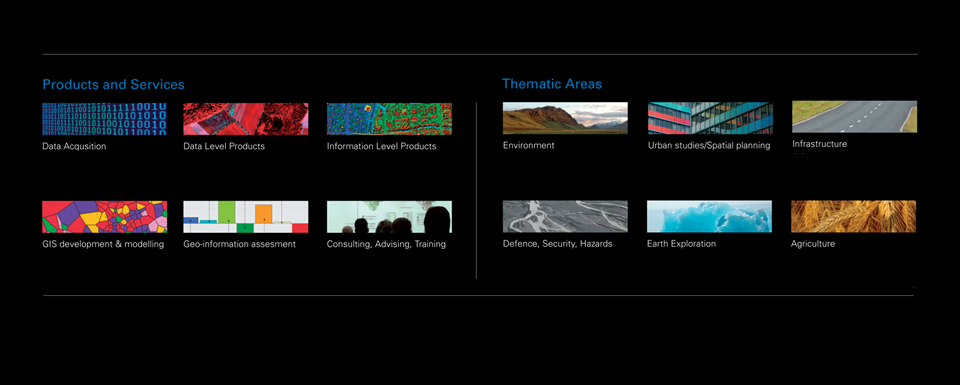 Products and Services
Data Acqusition
Data Level Products
Information Level Products
GIS development & modelling
Geo-information assesment
Consulting, Advising, Training
Thematic Areas
Environment
Urban studies/Spatial planning
Infrastructure
Defence, Security, Hazards
Earth Exploration
Agriculture